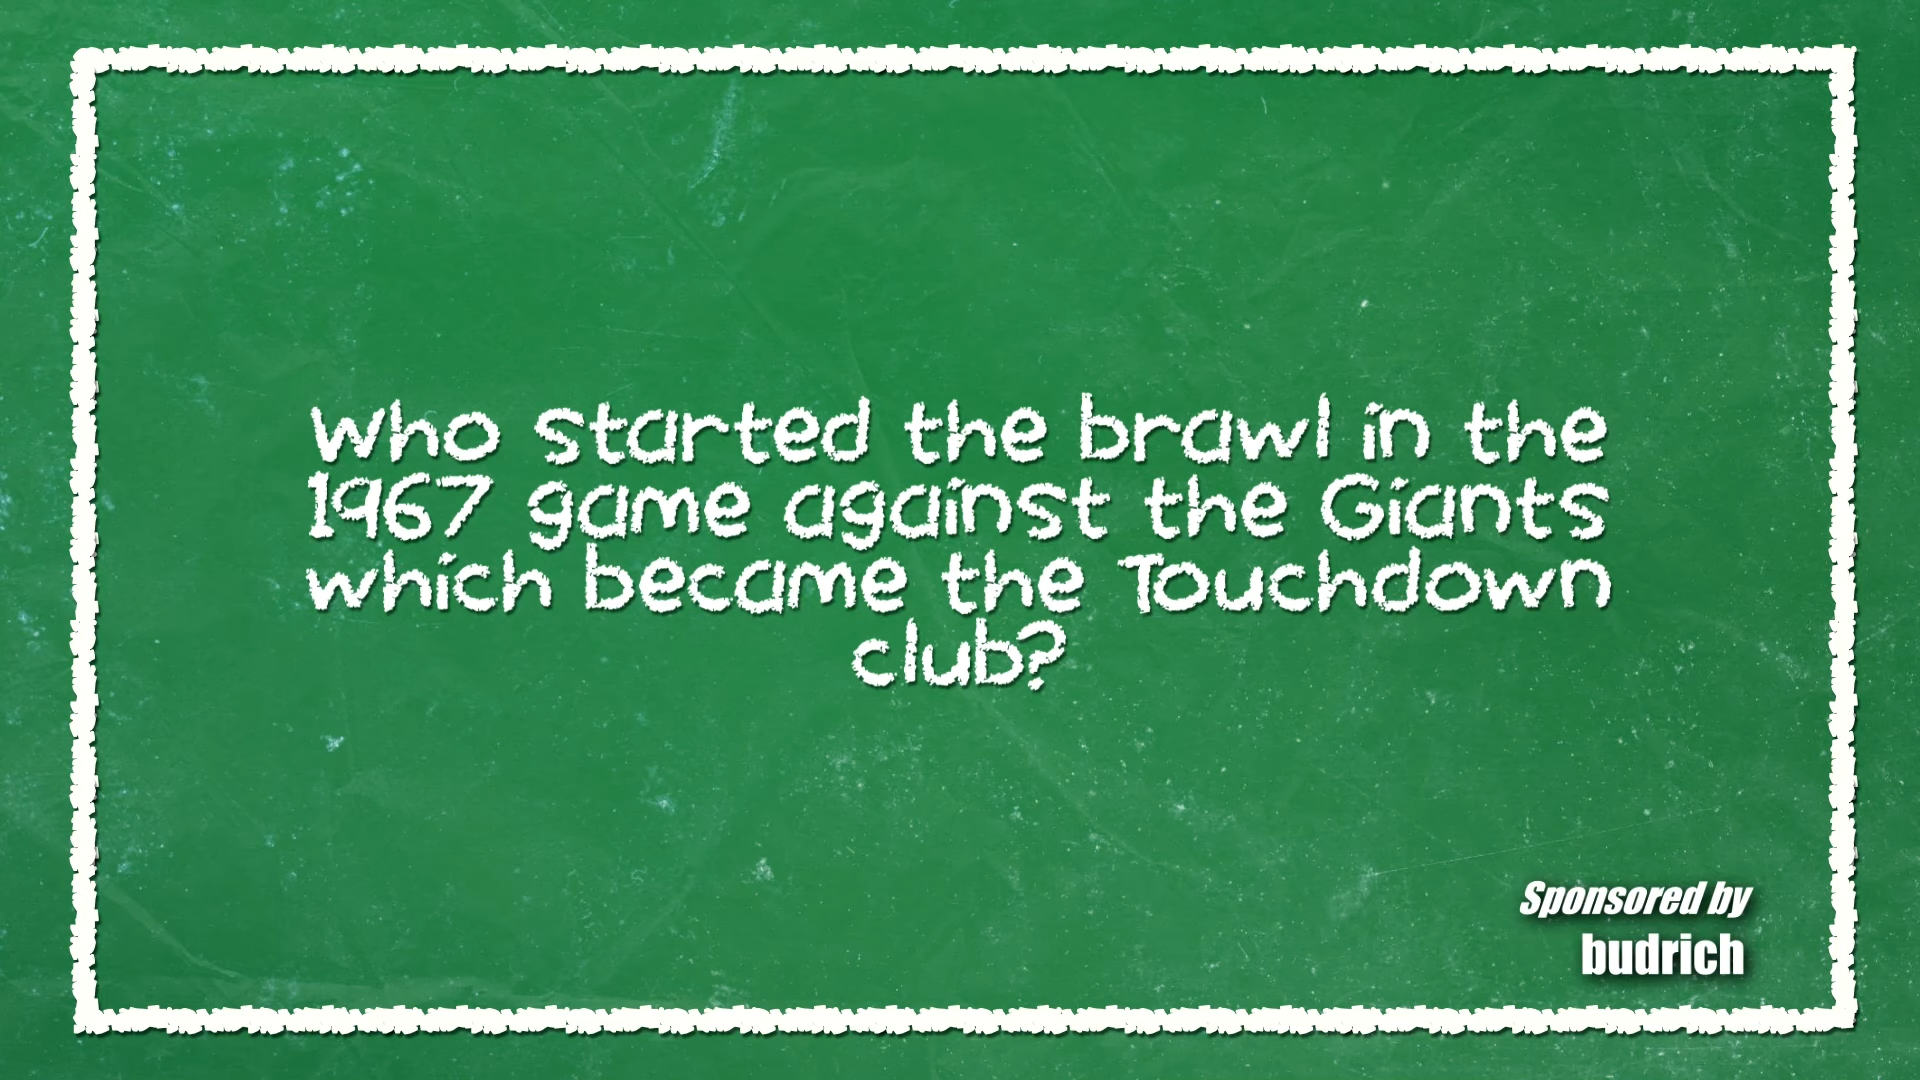 Who started the brawl in the
1967 game against the Giants
which became the Touchdown
club?
Sponsored by
budrich